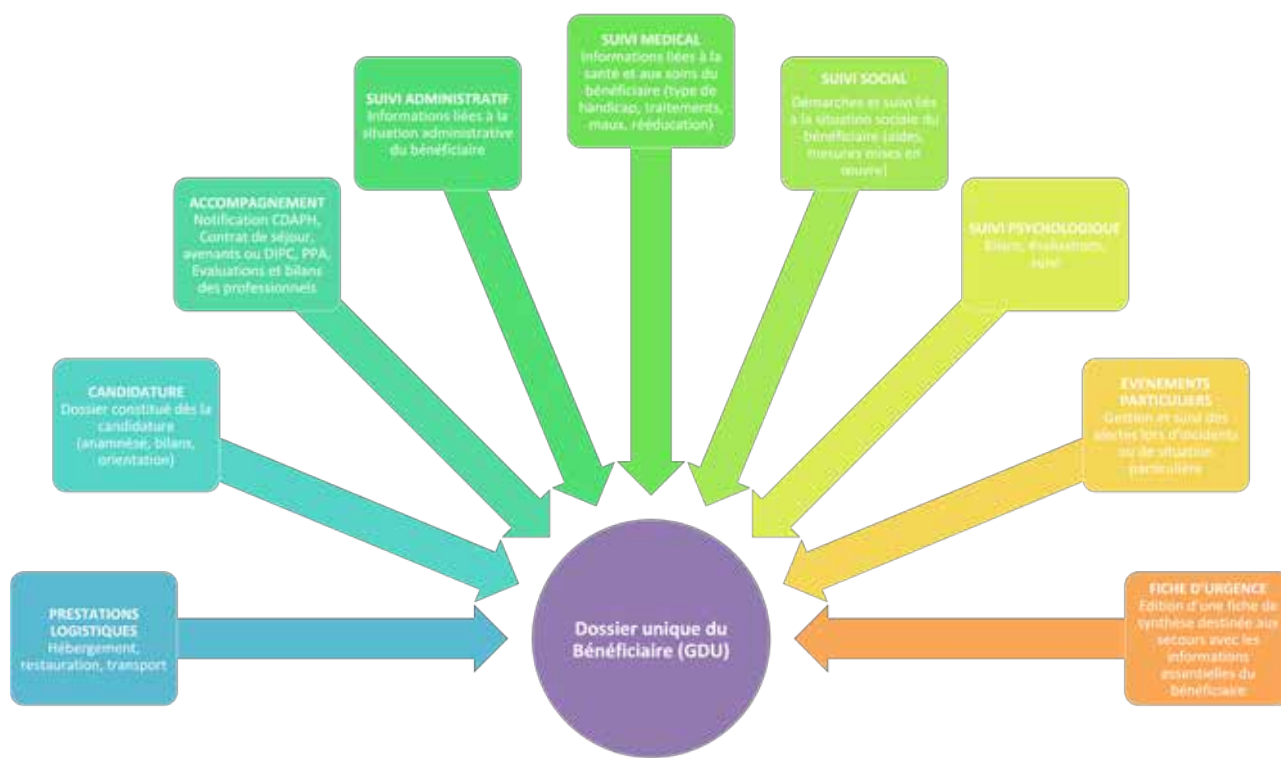 PRESTATIONS
LOGISTIQUES
Hébergement,
restauration, transport
CANDIDATURE
Dossier constitué dès la
candidature
(anamnèse, bilans,
orientation)
ACCOMPAGNEMENT
Notification CDAPH,
Contrat de séjour,
avenants ou DIPC, PPA,
Evaluations et bilans
des professionnels
SUIVI ADMINISTRATIF
Informations liées à la
situation administrative
du bénéficiaire
SUIVI MEDICAL
Informations liées à la
santé et aux soins du
bénéficiaire (type de
handicap, traitements,
maux, rééducation)
SUIVI SOCIAL
Démarches et suivi liés
à la situation sociale du
bénéficiaire (aides,
mesures mises en
œuvre)
SUIVI PSYCHOLOGIQUE
Bilans, évaluations,
suivi
EVENEMENTS
PARTICULIERS
Gestion et suivi des
alertes lors d'incidents
ou de situation
particulière
FICHE D'URGENCE
Edition d'une fiche de
synthèse destinée aux
secours avec les
informations
essentielles du
bénéficiaire
Dossier unique du
Bénéficiaire (GDU)